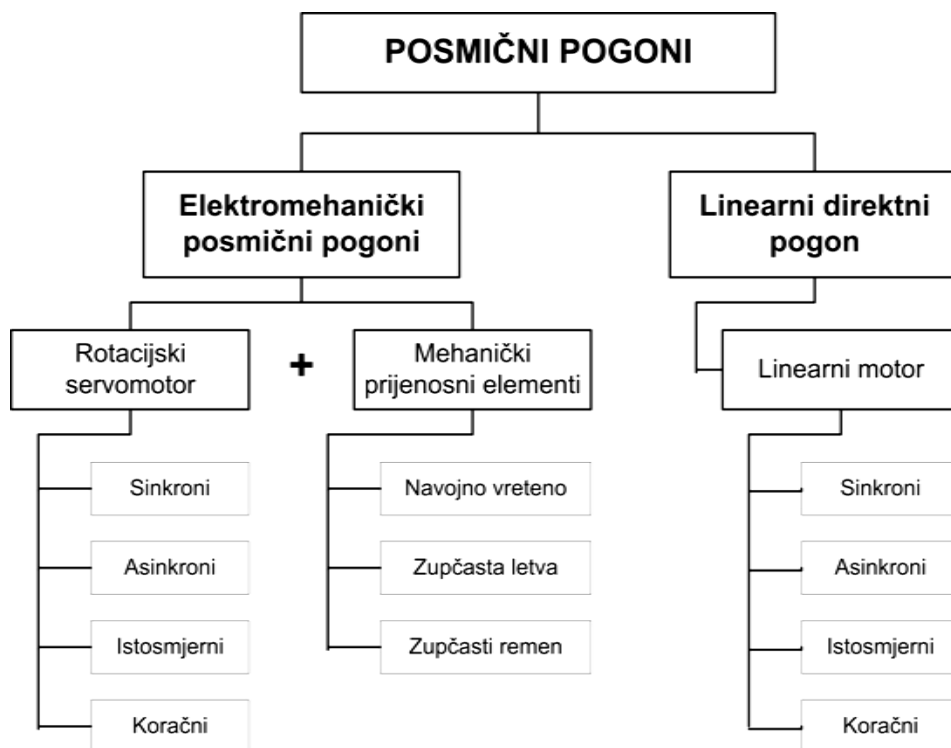 POSMIČNI POGONI
Elektromehanički
posmični pogoni
Linearni direktni
pogon
Rotacijski
servomotor
+
Mehanički
prijenosni elementi
Linearni motor
Sinkroni
Asinkroni
Istosmjerni
Koračni
Navojno vreteno
Zupčasta letva
Zupčasti remen
Sinkroni
Asinkroni
Istosmjerni
Koračni